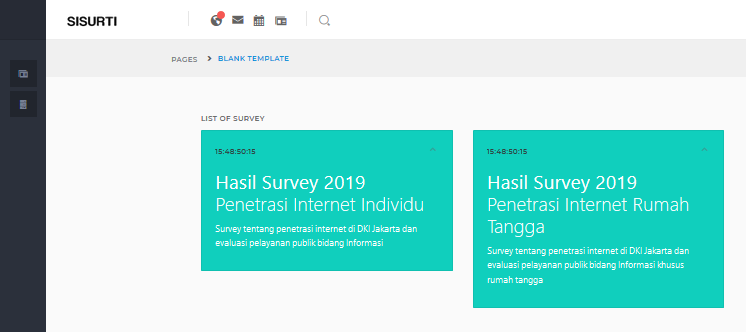 SISURTI
PAGES > BLANK TEMPLATE
LIST OF SURVEY
15:48:50:15
Hasil Survey 2019
Penetrasi Internet Individu
Survey tentang penetrasi internet di DKI Jakarta dan
evaluasi pelayanan publik bidang Informasi
15:48:50:15
Hasil Survey 2019
Penetrasi Internet Rumah
Tangga
Survey tentang penetrasi internet di DKI Jakarta dan
evaluasi pelayanan publik bidang Informasi khusus
rumah tangga